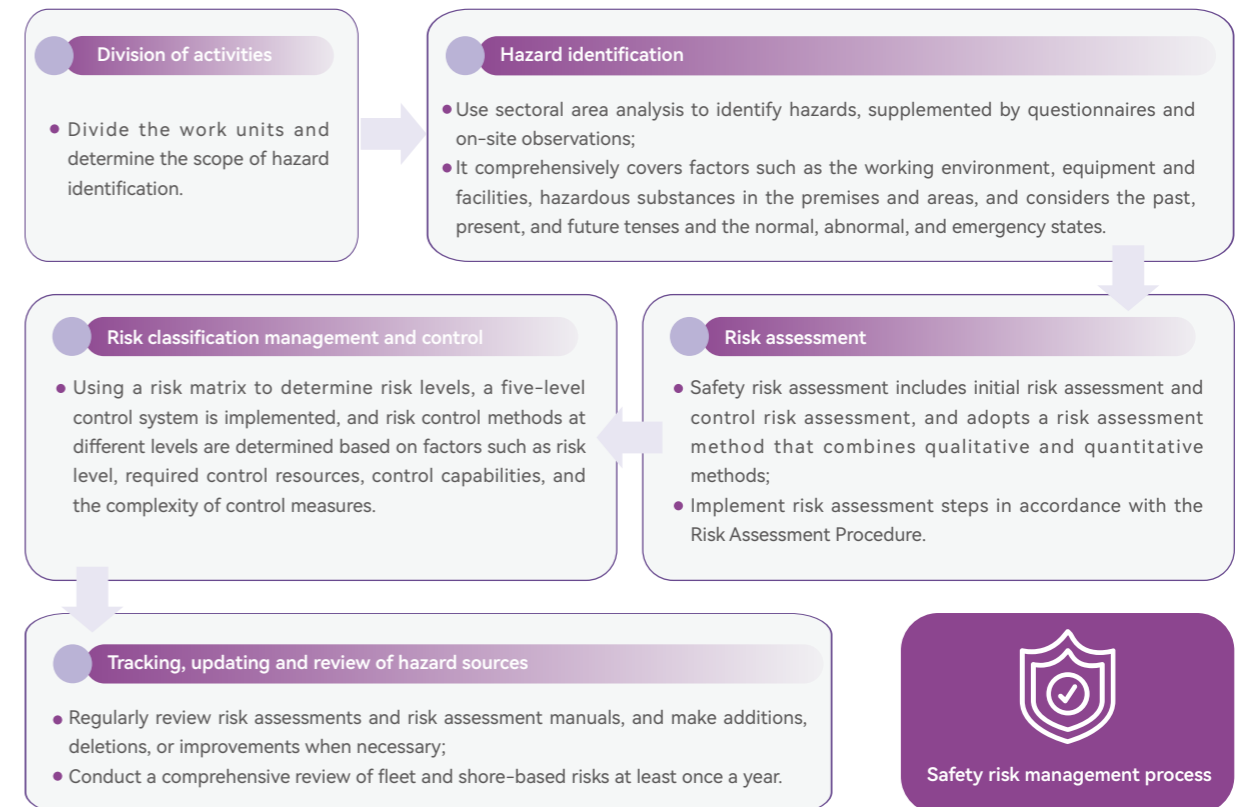 Division of activities
Divide the work units and
determine the scope of hazard
identification.
Hazard identification
Use sectoral area analysis to identify hazards, supplemented by questionnaires and
on-site observations;
It comprehensively covers factors such as the working environment, equipment and
facilities, hazardous substances in the premises and areas, and considers the past,
present, and future tenses and the normal, abnormal, and emergency states.
Risk assessment
Safety risk assessment includes initial risk assessment and
control risk assessment, and adopts a risk assessment
method that combines qualitative and quantitative
methods;
Implement risk assessment steps in accordance with the
Risk Assessment Procedure.
Risk classification management and control
Using a risk matrix to determine risk levels, a five-level
control system is implemented, and risk control methods at
different levels are determined based on factors such as risk
level, required control resources, control capabilities, and
the complexity of control measures.
Tracking, updating and review of hazard sources
Regularly review risk assessments and risk assessment manuals, and make additions,
deletions, or improvements when necessary;
Conduct a comprehensive review of fleet and shore-based risks at least once a year.
Safety risk management process